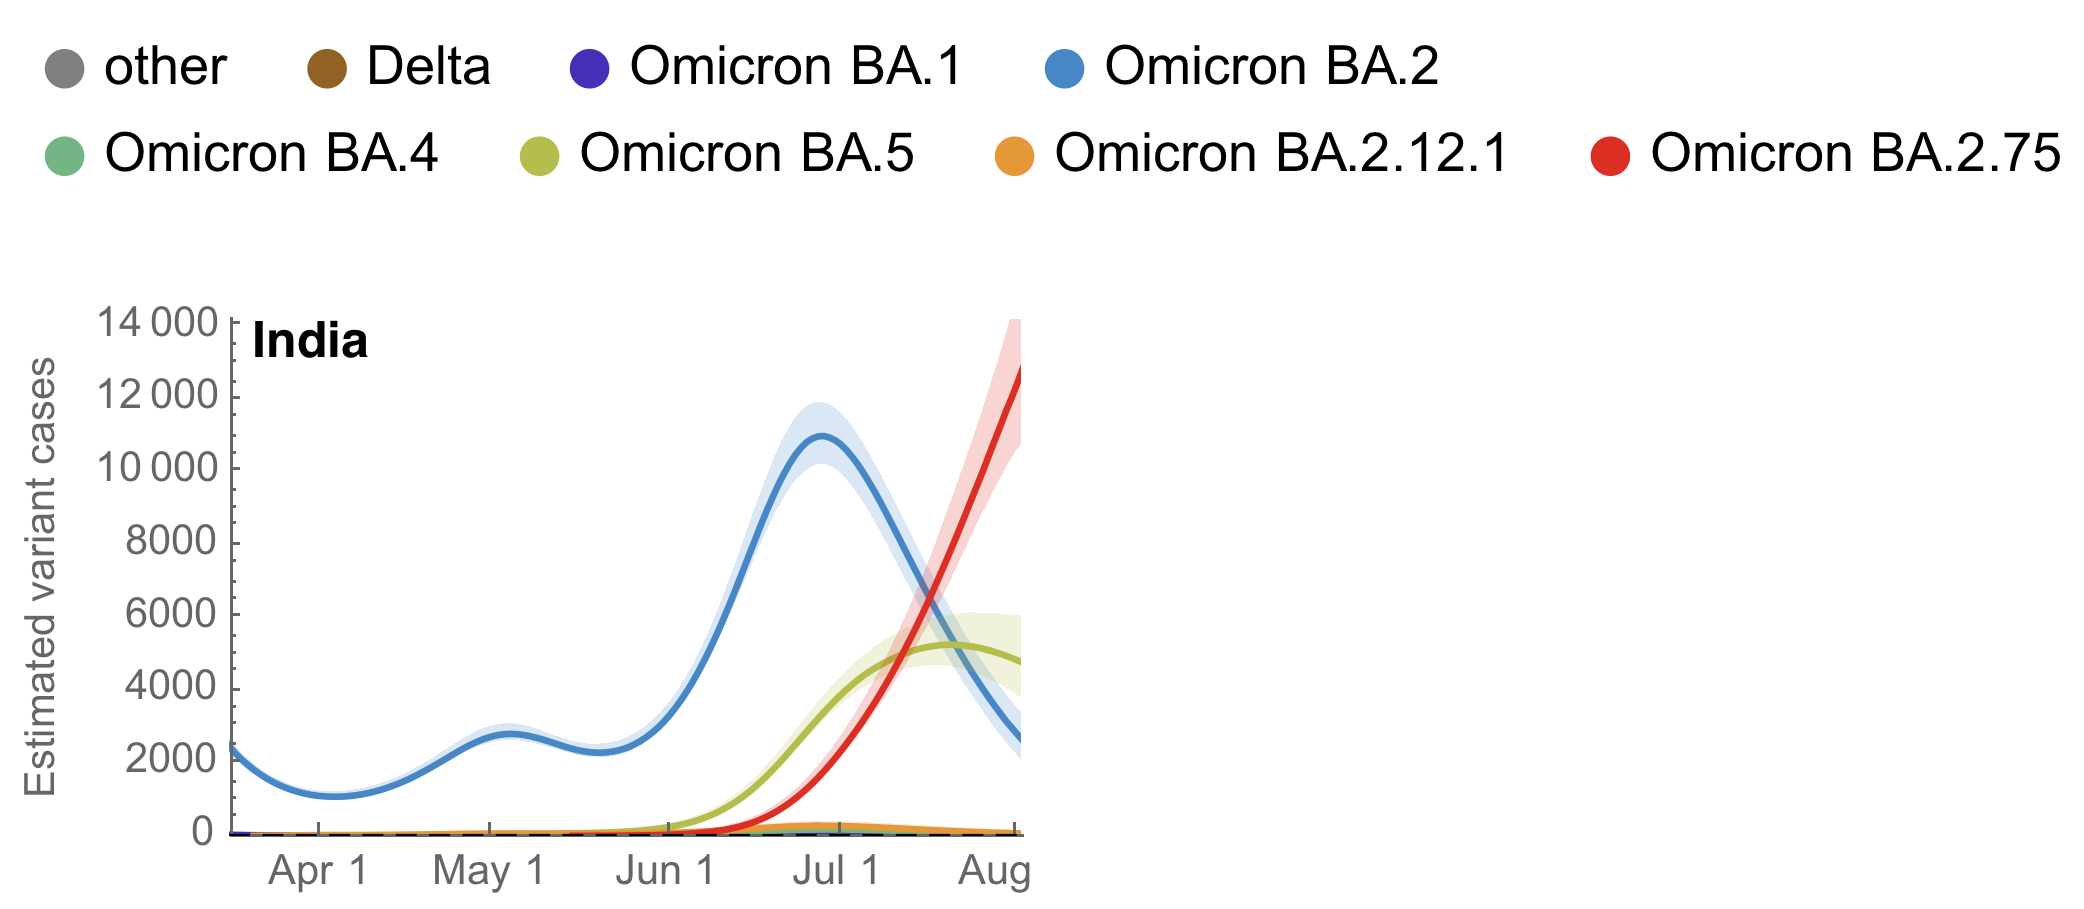 other Delta Omicron BA.1 Omicron BA.2
Omicron BA.4 Omicron BA.5 Omicron BA.2.12.1 Omicron BA.2.75
India
Estimated variant cases
14 000
12 000
10 000
8000
6000
4000
2000
0
Apr 1 May 1 Jun 1 Jul 1 Aug